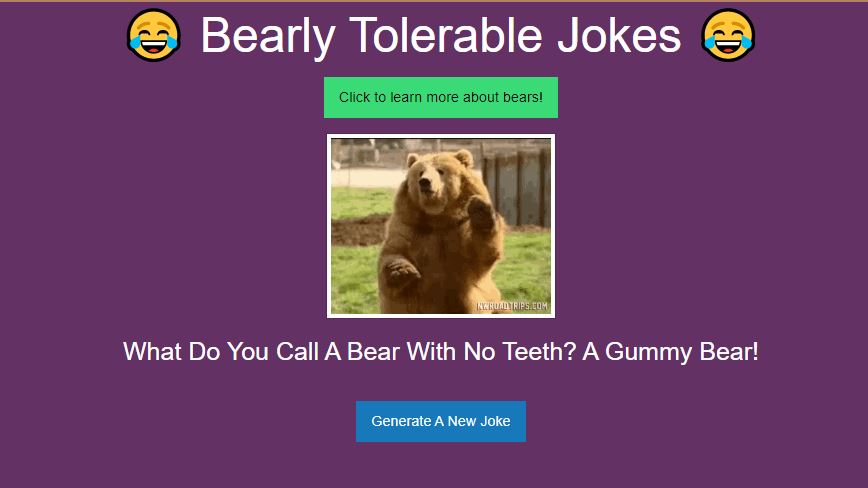 Bearly Tolerable Jokes
Click to learn more about bears!
NWROADTRIPS.COM
What Do You Call A Bear With No Teeth? A Gummy Bear!
Generate A New Joke